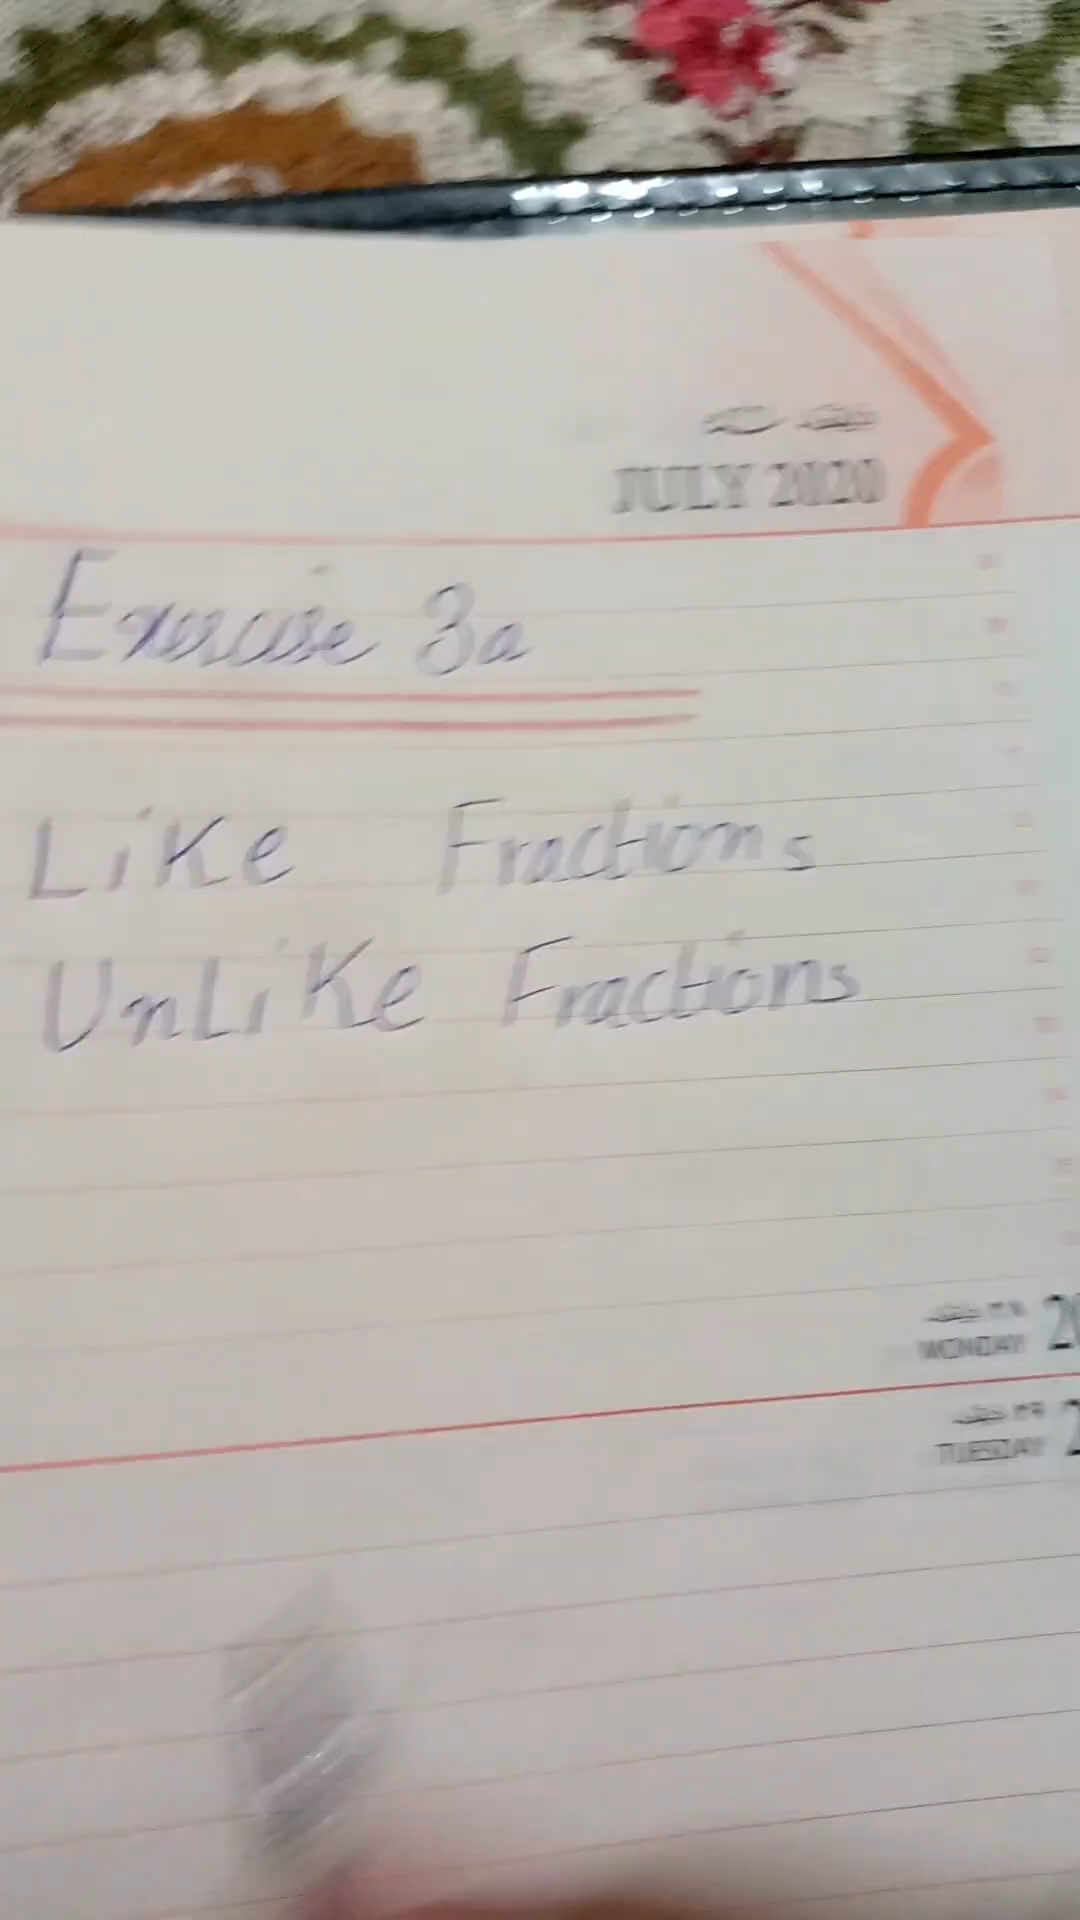 JULY 2020
Exercise 3a
Like Fractions
UnLike Fractions
MONDAY
TUESDAY